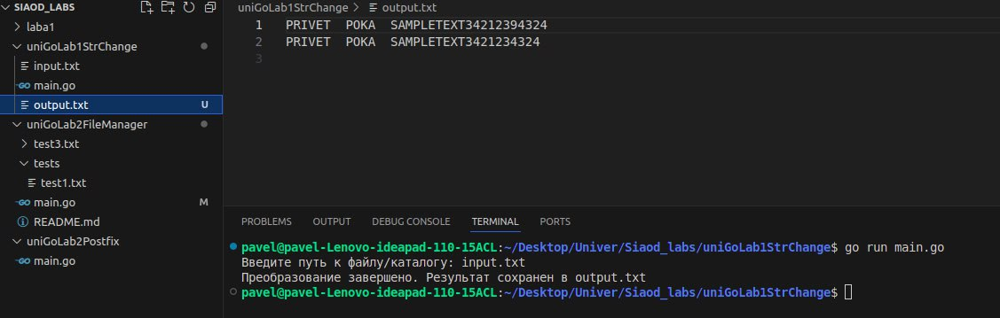 SIAOD_LABS
laba1
uniGoLab1StrChange
input.txt
main.go
output.txt U
uniGoLab2FileManager
test3.txt
tests
test1.txt
main.go M
README.md
uniGoLab2Postfix
main.go
uniGoLab1StrChange > output.txt
1 PRIVET  POKA  SAMPLETEXT34212394324
2 PRIVET  POKA  SAMPLETEXT3421234324
3
PROBLEMS OUTPUT DEBUG CONSOLE TERMINAL PORTS
pavel@pavel-Lenovo-ideapad-110-15ACL:~/Desktop/Univer/Siaod_labs/uniGoLab1StrChange$ go run main.go
Введите путь к файлу/каталогу: input.txt
Преобразование завершено. Результат сохранен в output.txt
pavel@pavel-Lenovo-ideapad-110-15ACL:~/Desktop/Univer/Siaod_labs/uniGoLab1StrChange$